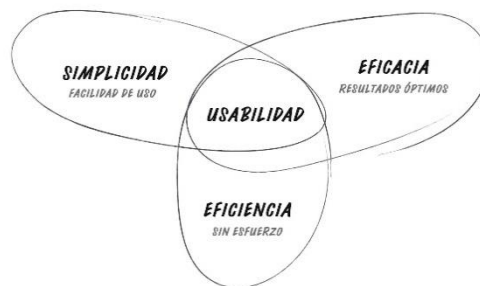 SIMPLICIDAD
FACILIDAD DE USO
EFICACIA
RESULTADOS ÓPTIMOS
USABILIDAD
EFICIENCIA
SIN ESFUERZO